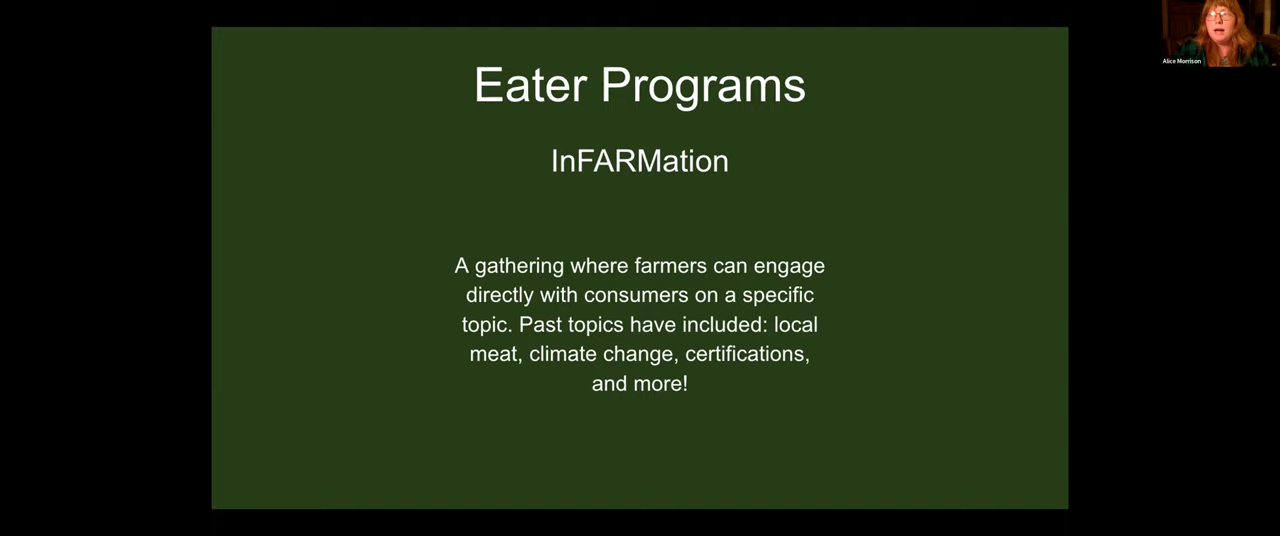 Eater Programs
InFARMation
A gathering where farmers can engage
directly with consumers on a specific
topic. Past topics have included: local
meat, climate change, certifications,
and more!
Alice Morrison